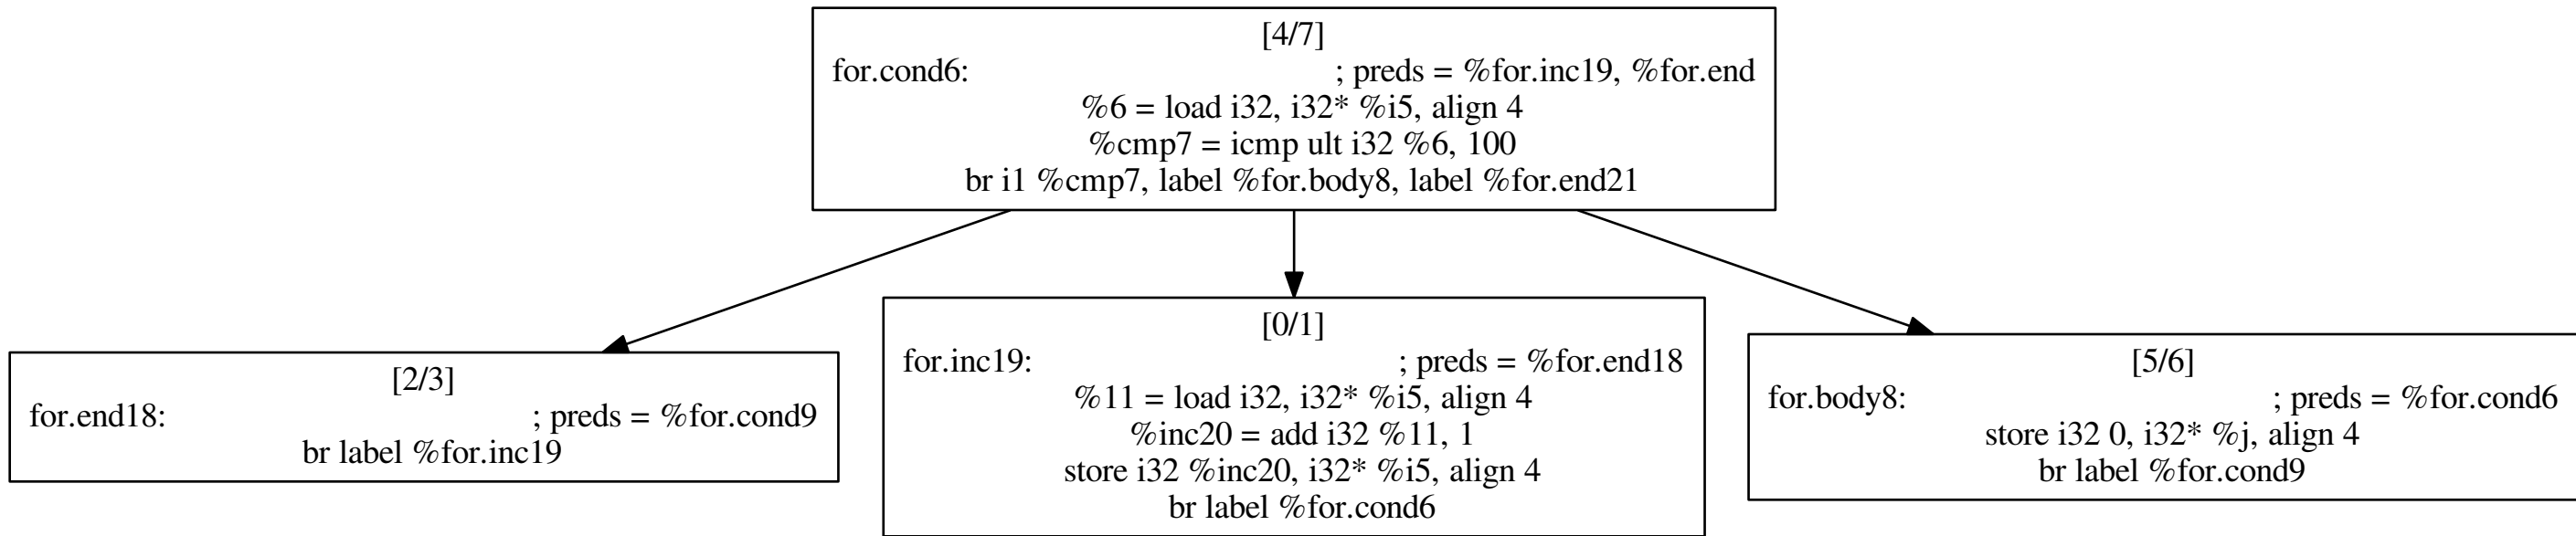 [4/7]
for.cond6: ; preds = %for.inc19, %for.end
%6 = load i32, i32* %i5, align 4
%cmp7 = icmp ult i32 %6, 100
br i1 %cmp7, label %for.body8, label %for.end21
[2/3]
for.end18: ; preds = %for.cond9
br label %for.inc19
[0/1]
for.inc19: ; preds = %for.end18
%11 = load i32, i32* %i5, align 4
%inc20 = add i32 %11, 1
store i32 %inc20, i32* %i5, align 4
br label %for.cond6
[5/6]
for.body8: ; preds = %for.cond6
store i32 0, i32* %j, align 4
br label %for.cond9